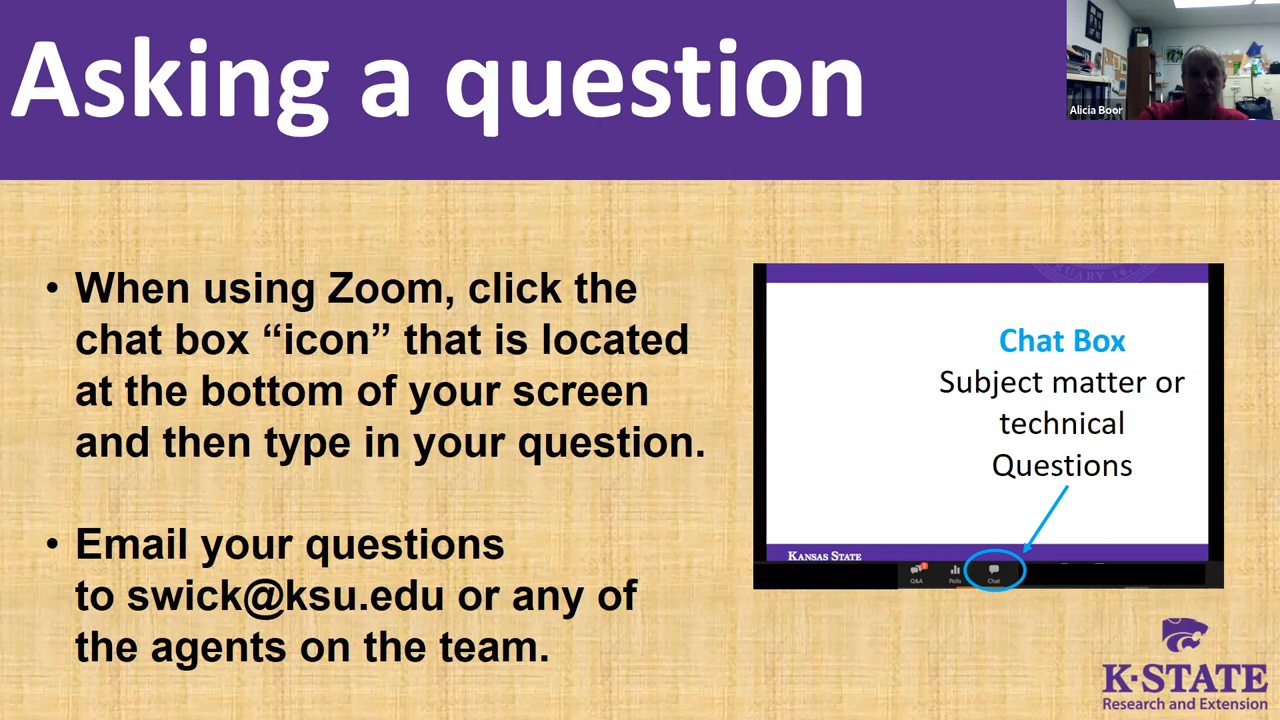 Asking a question
Alicia Boor
• When using Zoom, click the
chat box “icon” that is located
at the bottom of your screen
and then type in your question.
• Email your questions
to swick@ksu.edu or any of
the agents on the team.
Chat Box
Subject matter or
technical
Questions
KANSAS STATE
Q&A
Polls
Chat
K-STATE
Research and Extension